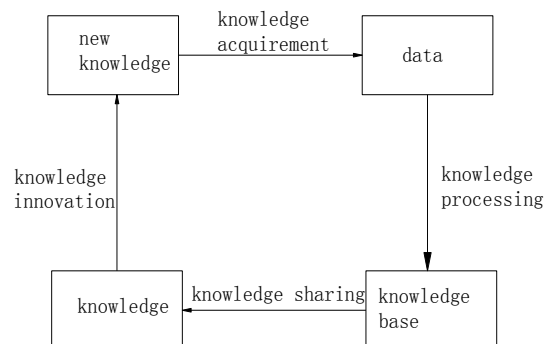 knowledge
acquirement
new
knowledge
data
knowledge
innovation
knowledge
processing
knowledge sharing
knowledge
knowledge
base